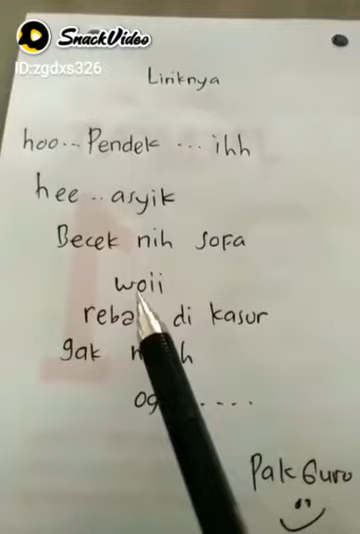 SnackVideo
ID:zgdxs326
Liriknya
hoo... Pendek ... ihh
hee.. asyik
Becek nih sofa
woii
di kasur
gak
....
Pak Guru